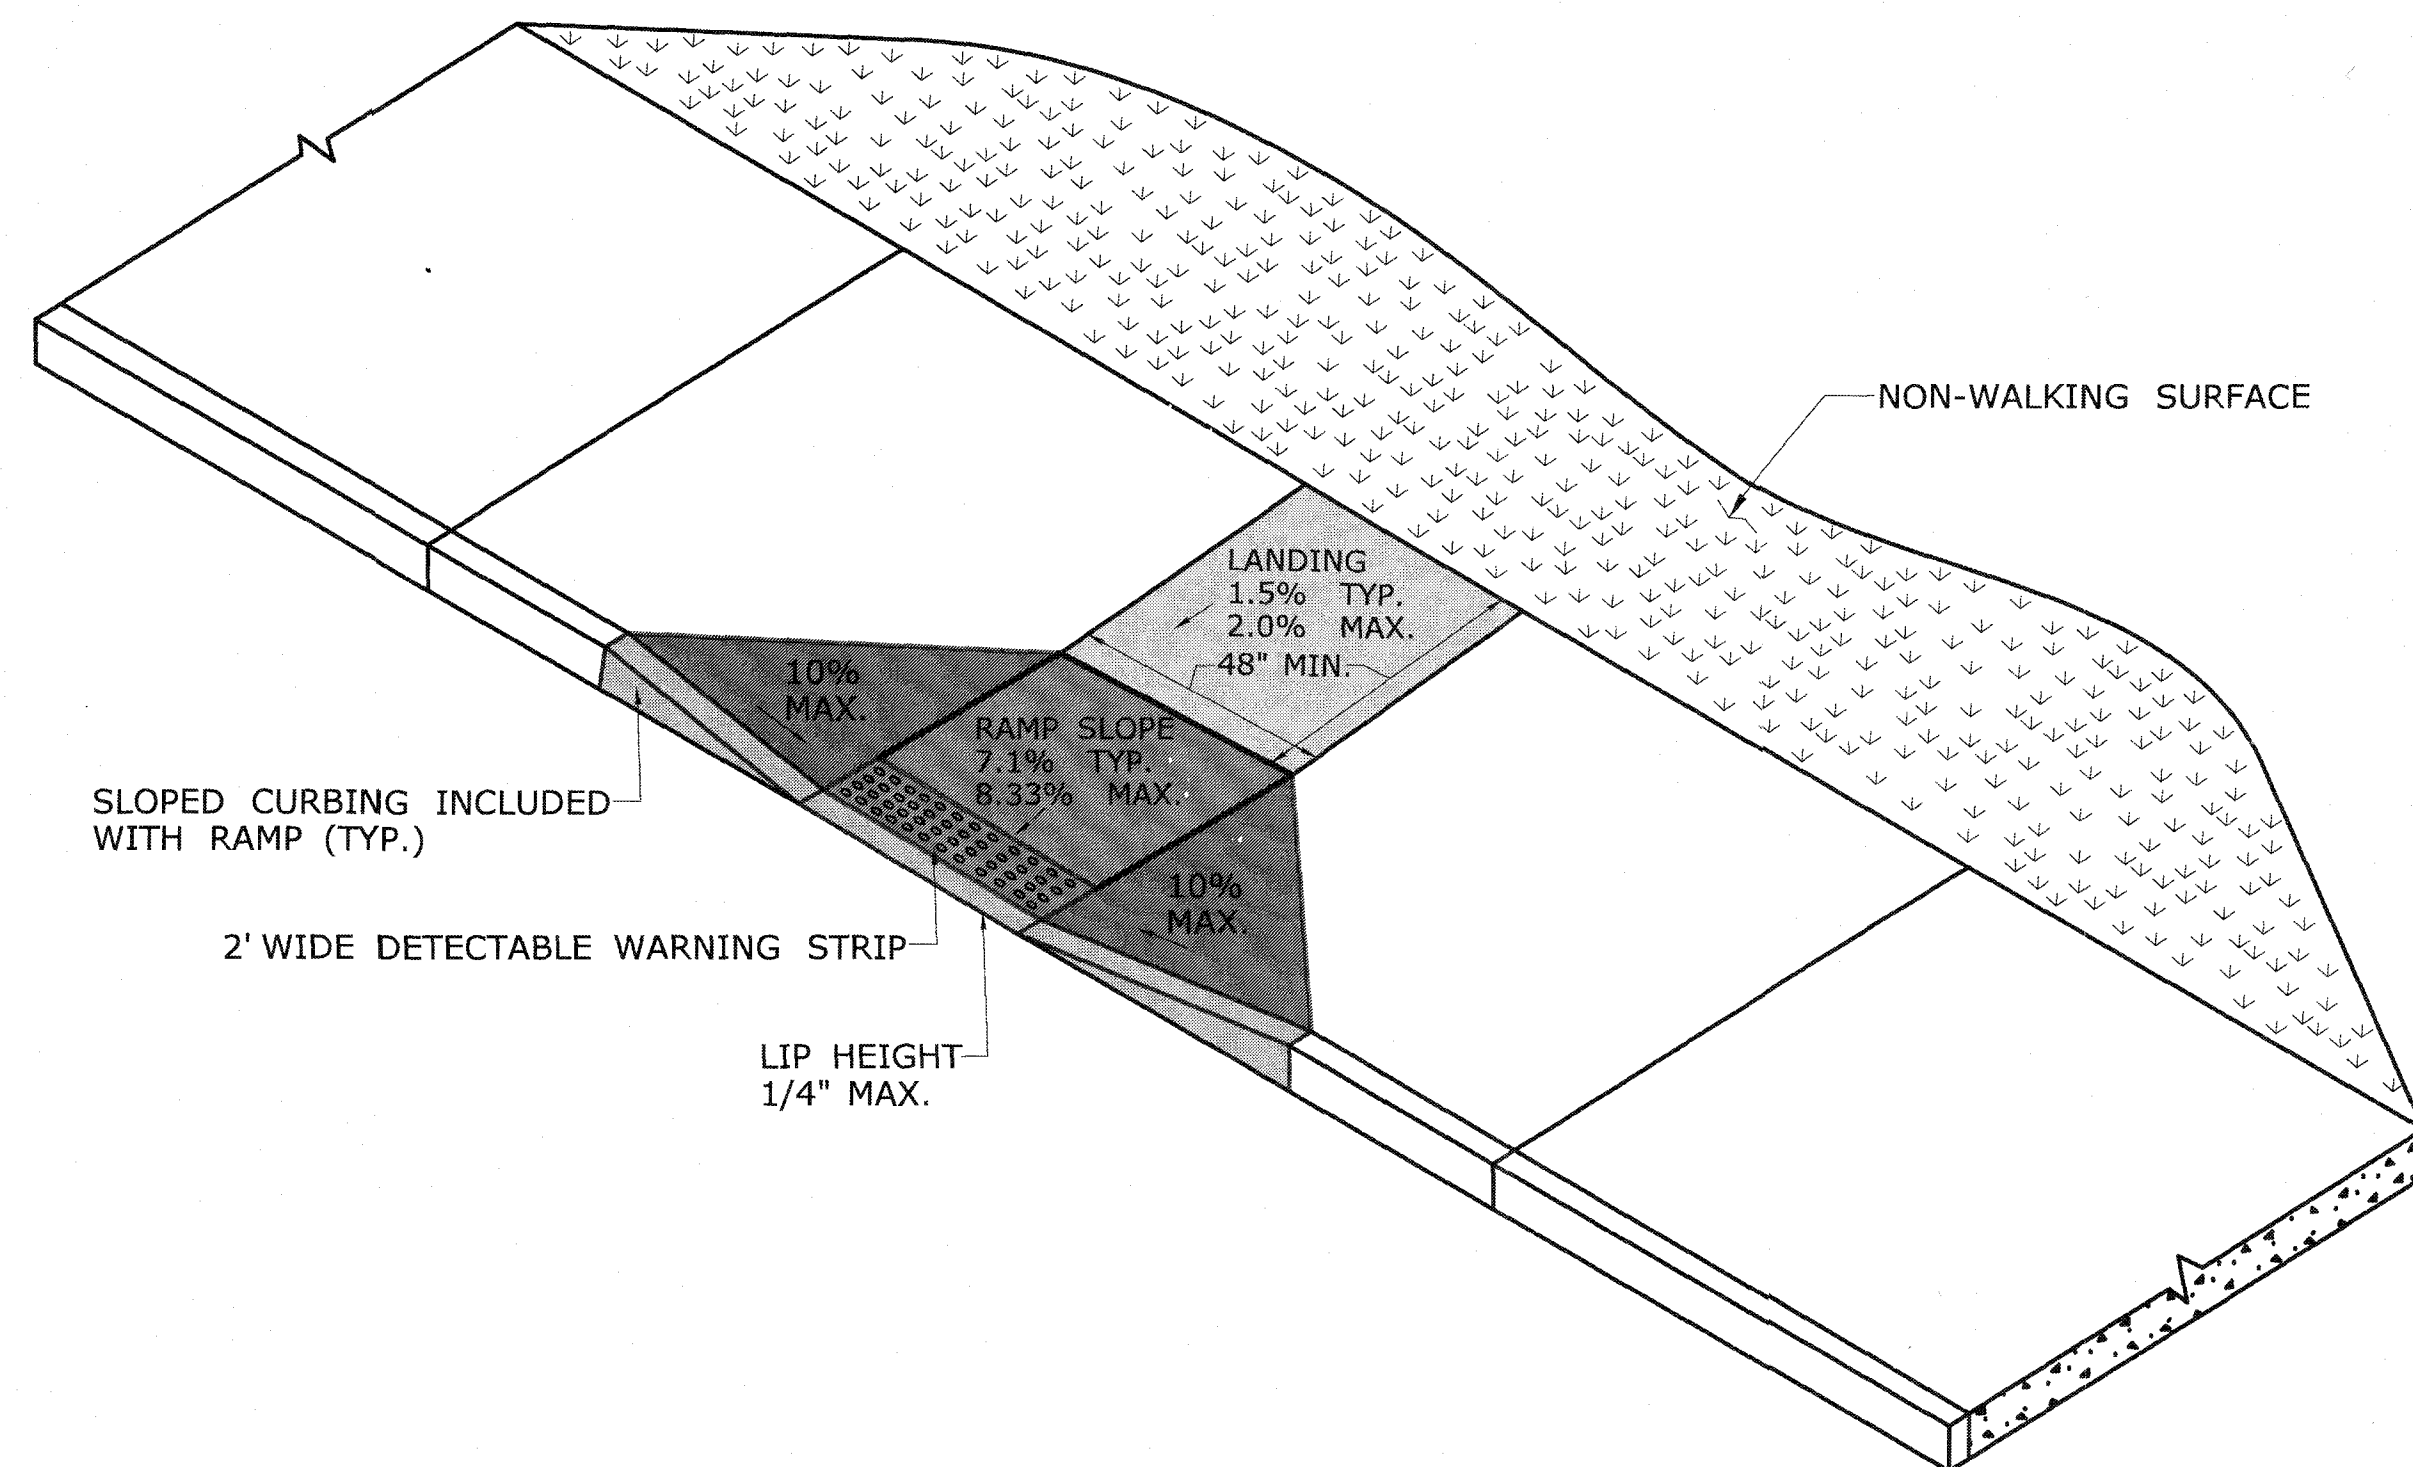 NON-WALKING SURFACE
LANDING
1.5% TYP.
2.0% MAX.
48" MIN.
10%
MAX.
RAMP SLOPE
7.1% TYP.
8.33% MAX.
SLOPED CURBING INCLUDED
WITH RAMP (TYP.)
10%
MAX.
2' WIDE DETECTABLE WARNING STRIP
LIP HEIGHT
1/4" MAX.